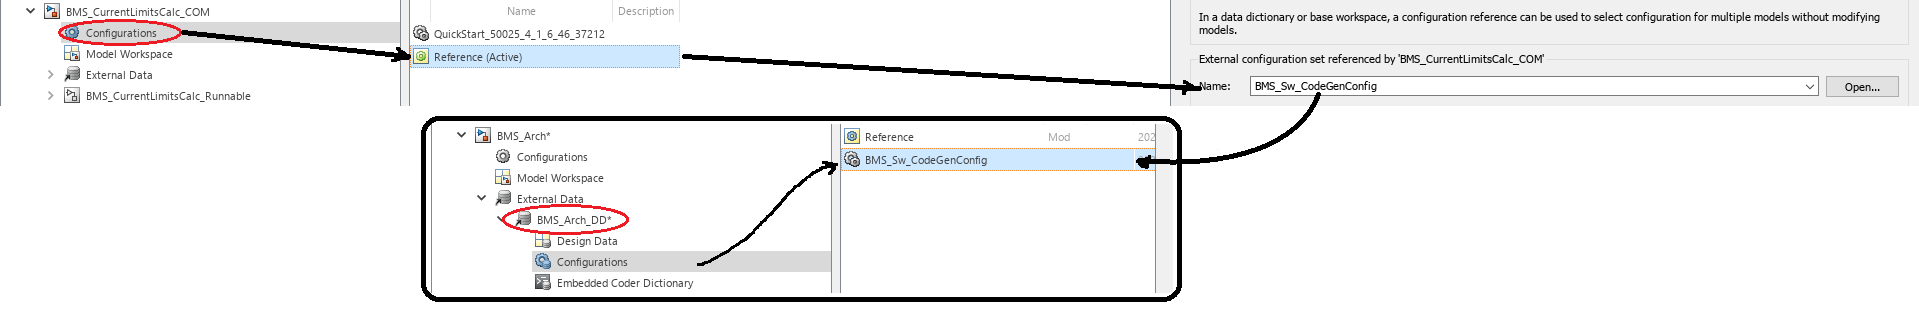 BMS_CurrentLimitsCalc_COM
Configurations
Model Workspace
External Data
BMS_CurrentLimitsCalc_Runnable
Name Description
QuickStart_50025_4_1_6_46_37212
Reference (Active)
In a data dictionary or base workspace, a configuration reference can be used to select configuration for multiple models without modifying
models.
External configuration set referenced by 'BMS_CurrentLimitsCalc_COM'
Name: BMS_Sw_CodeGenConfig Open...
BMS_Arch*
Configurations
Model Workspace
External Data
BMS_Arch_DD*
Design Data
Configurations
Embedded Coder Dictionary
Reference Mod 202
BMS_Sw_CodeGenConfig